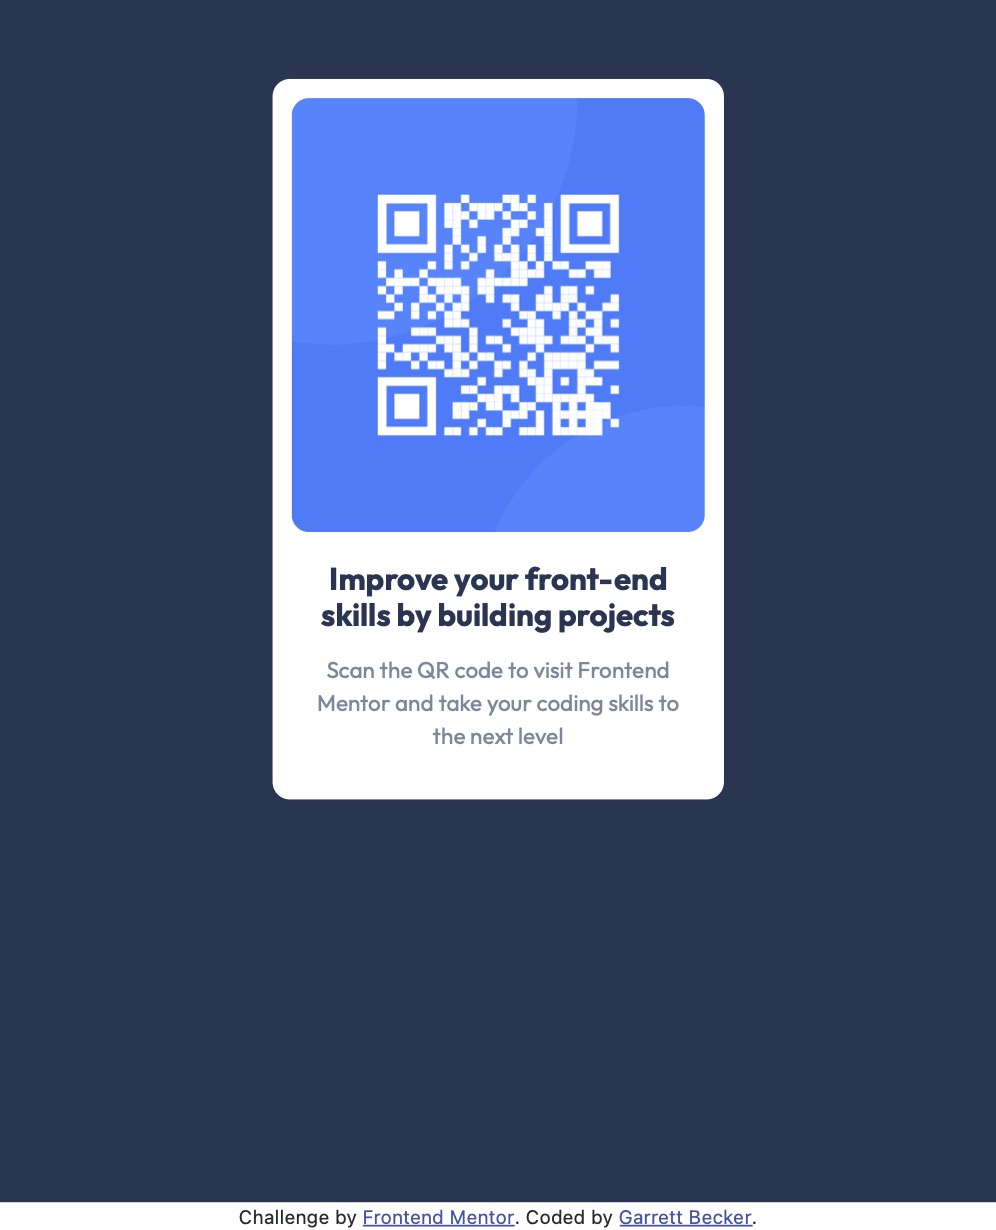 Improve your front-end
skills by building projects
Scan the QR code to visit Frontend
Mentor and take your coding skills to
the next level
Challenge by Frontend Mentor. Coded by Garrett Becker.